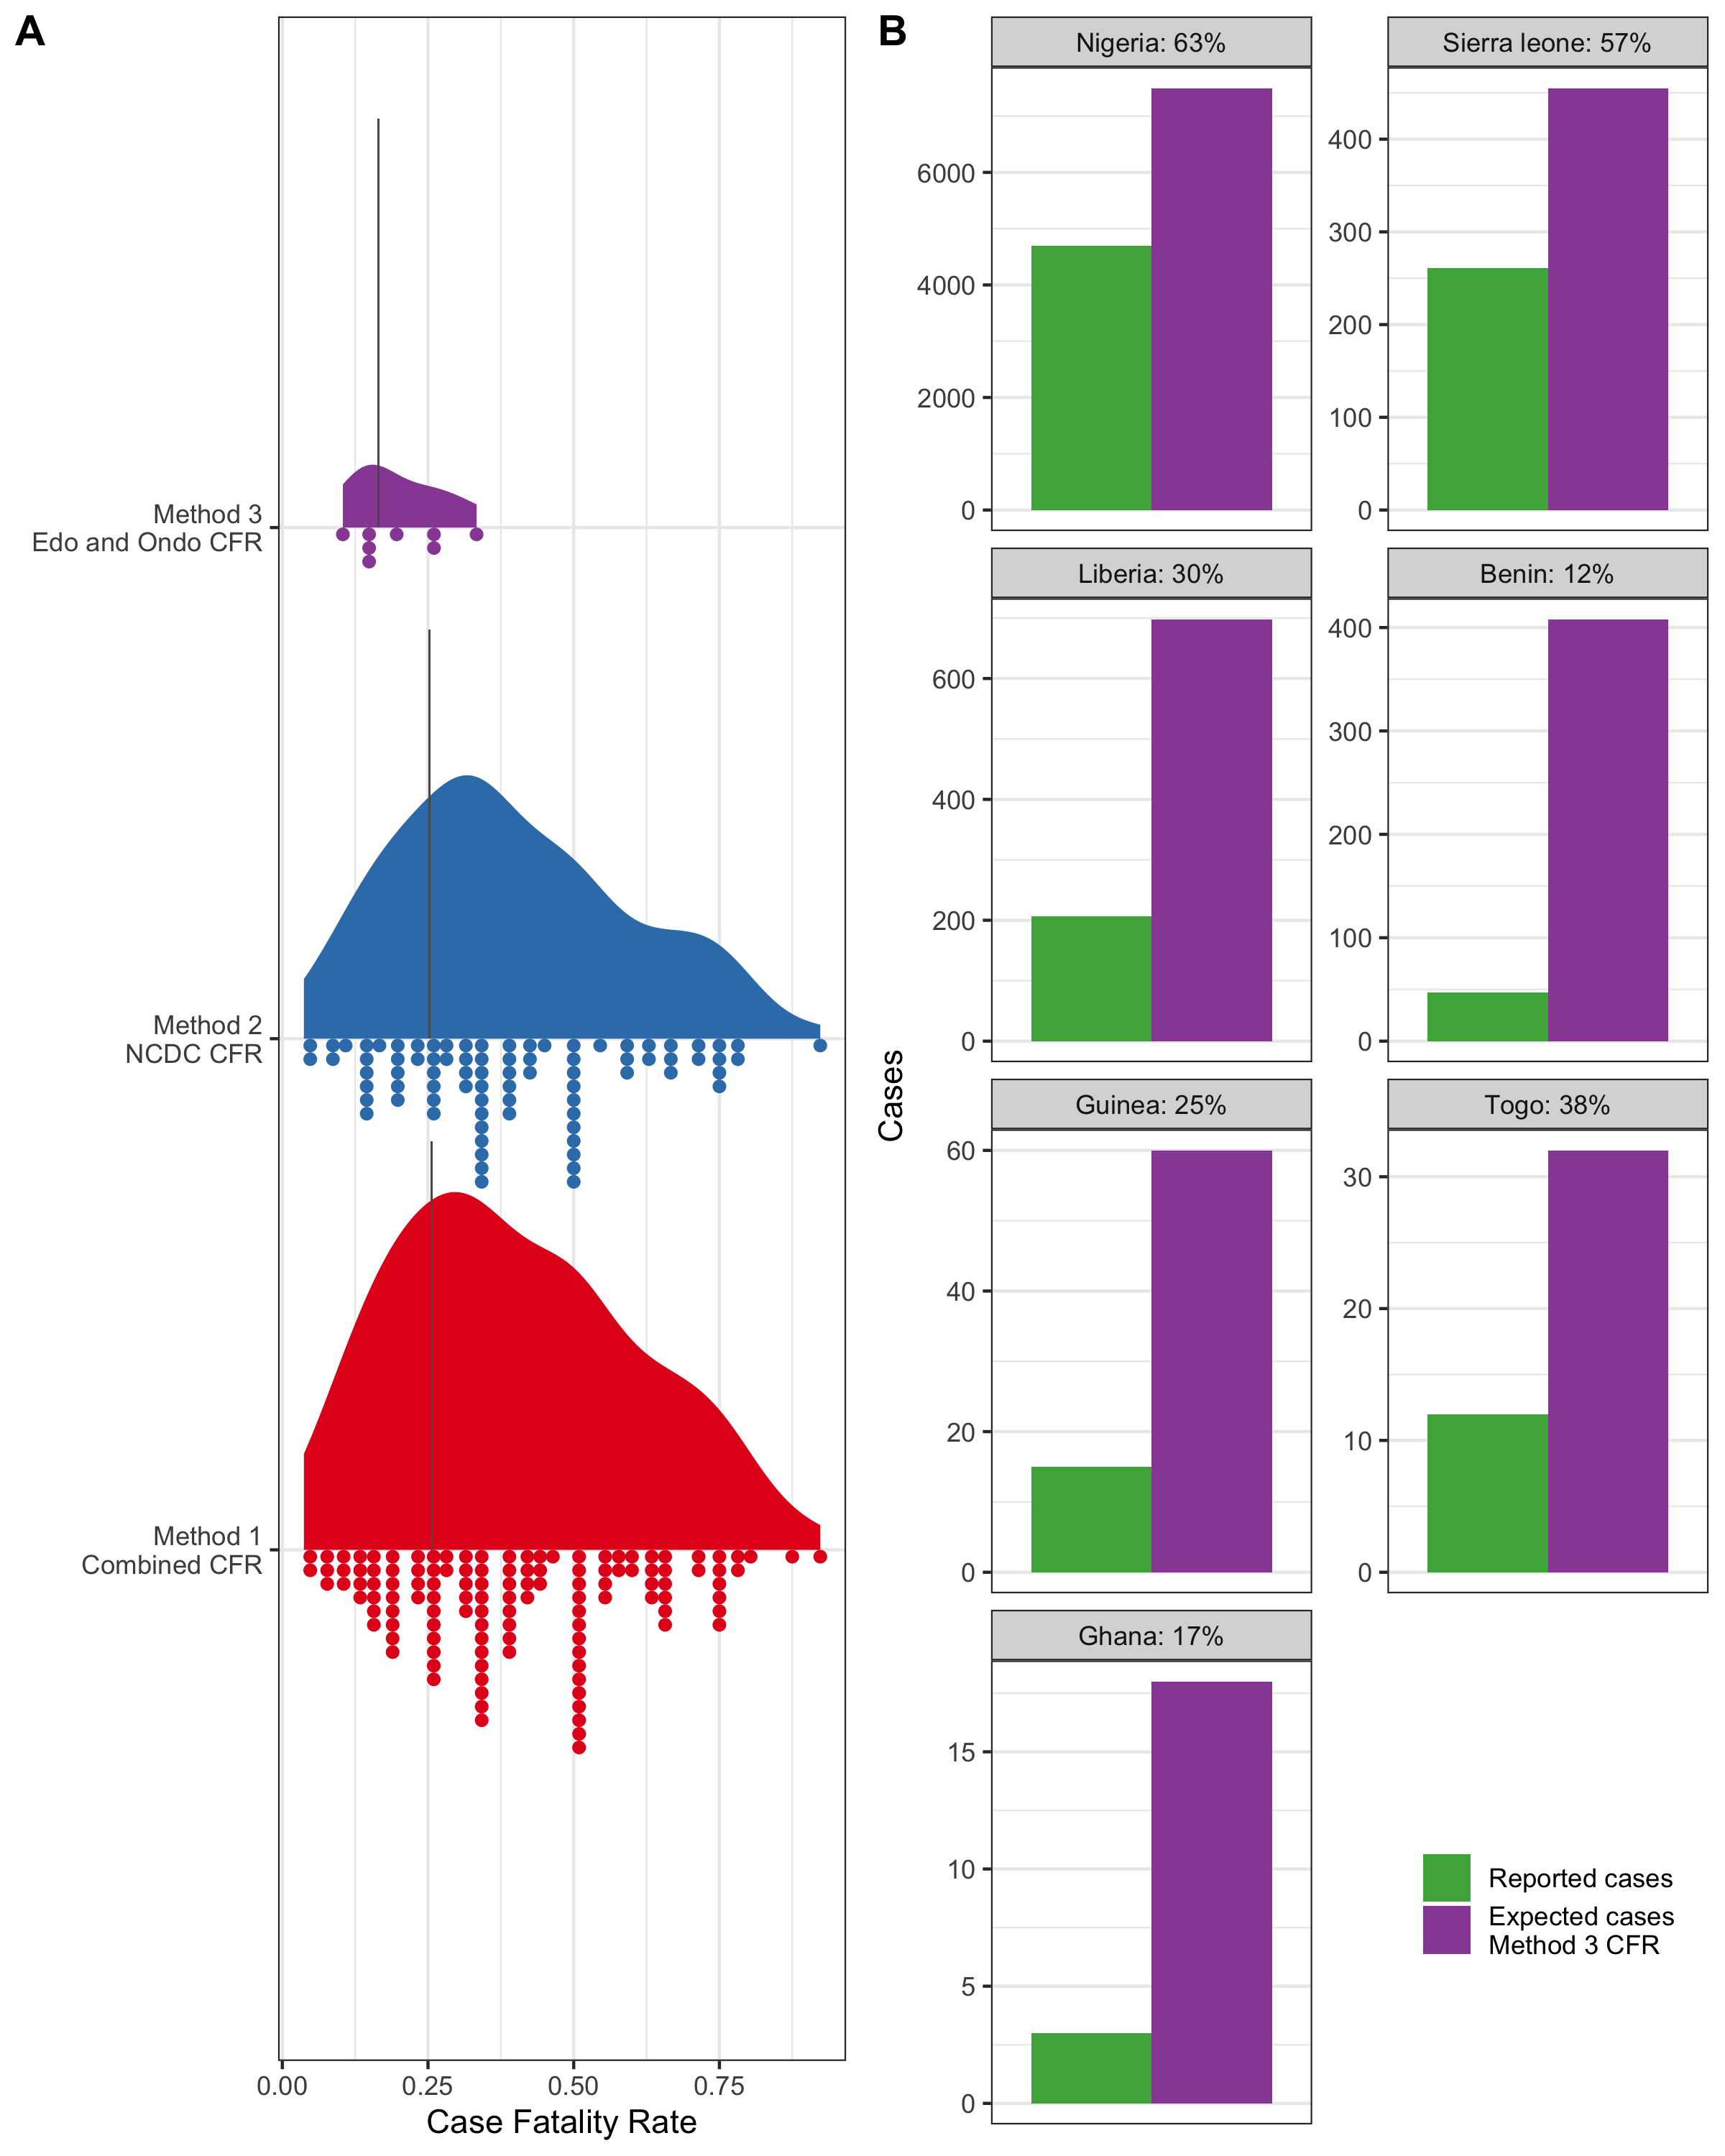 A
Method 3
Edo and Ondo CFR
Method 2
NCDC CFR
Method 1
Combined CFR
0.00 0.25 0.50 0.75
Case Fatality Rate
B
Cases
Nigeria: 63%
6000
4000
2000
0
Sierra leone: 57%
400
300
200
100
0
Liberia: 30%
600
400
200
0
Benin: 12%
400
300
200
100
0
Guinea: 25%
60
40
20
0
Togo: 38%
30
20
10
0
Ghana: 17%
15
10
5
0
Reported cases
Expected cases
Method 3 CFR